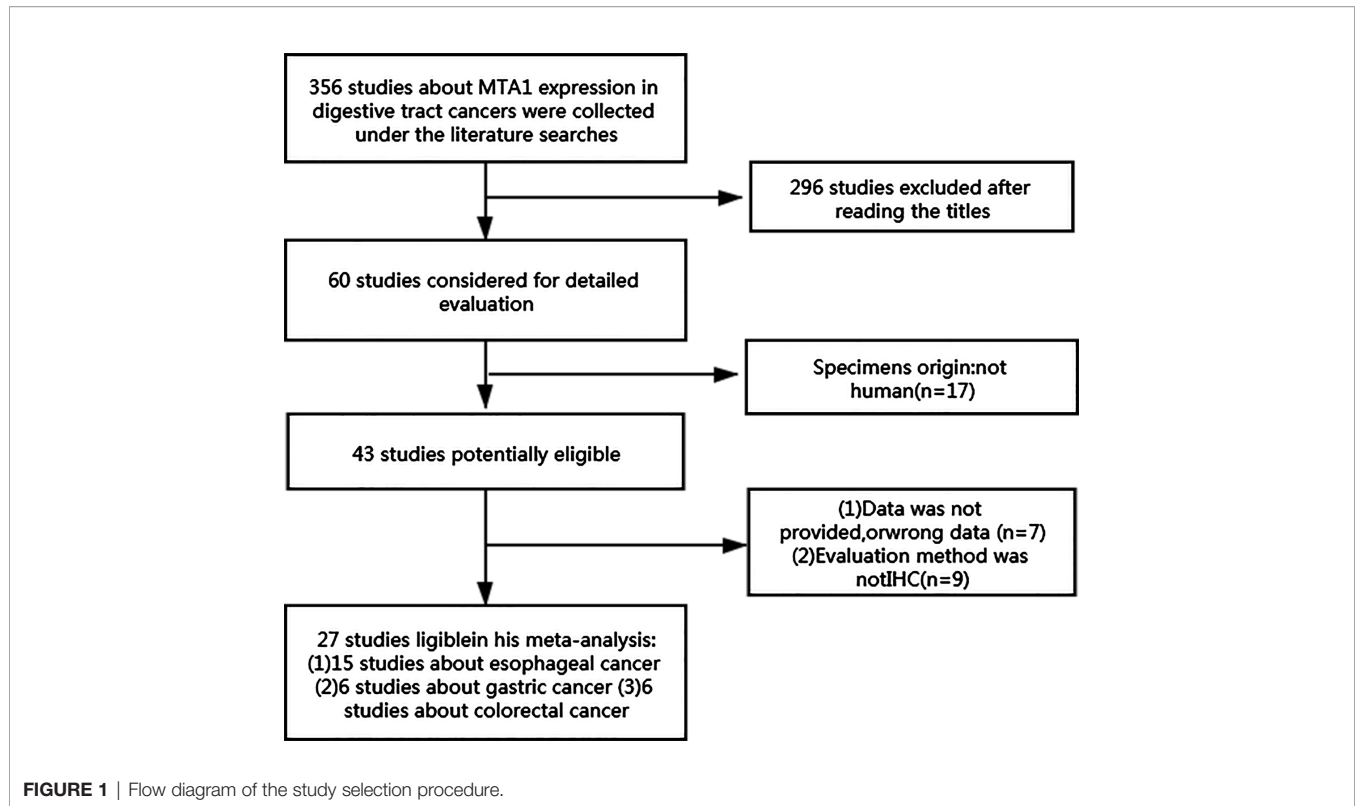 356 studies about MTA1 expression in
digestive tract cancers were collected
under the literature searches
296 studies excluded after
reading the titles
60 studies considered for detailed
evaluation
Specimens origin:not
human(n=17)
43 studies potentially eligible
(1)Data was not
provided,orwrong data (n=7)
(2)Evaluation method was
notIHC(n=9)
27 studies ligiblein his meta-analysis:
(1)15 studies about esophageal cancer
(2)6 studies about gastric cancer (3)6
studies about colorectal cancer
FIGURE 1 | Flow diagram of the study selection procedure.